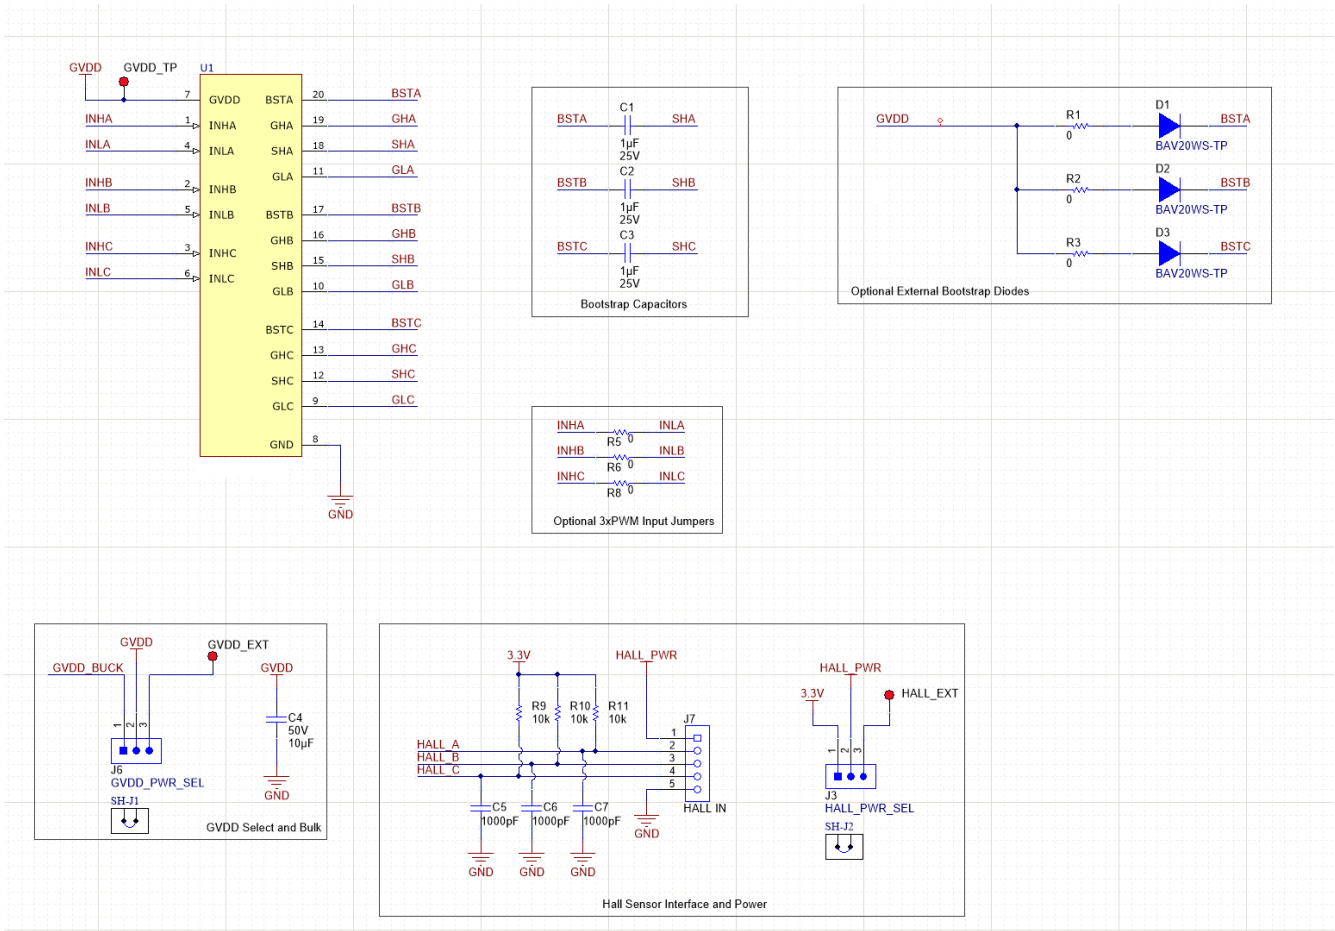 GVDD
GVDD_TP
U1
7 GVDD BSTA 20 BSTA
INHA 1 INHA GHA 19 GHA
INLA 4 INLA SHA 18 SHA
GLA 11 GLA
INHB 2 INHB
INLB 5 INLB BSTB 17 BSTB
GHB 16 GHB
INHC 3 INHC SHB 15 SHB
INLC 6 INLC GLB 10 GLB
BSTC 14 BSTC
GHC 13 GHC
SHC 12 SHC
GLC 9 GLC
GND 8
GND
C1
BSTA SHA
1µF
25V
C2
BSTB SHB
1µF
25V
C3
BSTC SHC
1µF
25V
Bootstrap Capacitors
GVDD
R1
0
D1
BSTA
BAV20WS-TP
R2
0
D2
BSTB
BAV20WS-TP
R3
0
D3
BSTC
BAV20WS-TP
Optional External Bootstrap Diodes
INHA INLA
R5 0
INHB INLB
R6 0
INHC INLC
R8 0
Optional 3xPWM Input Jumpers
GVDD
GVDD_EXT
GVDD_BUCK
GVDD
1 2 3
C4
50V
10µF
J6
GVDD_PWR_SEL
GND
SH-J1
GVDD Select and Bulk
3.3V
HALL_PWR
R9
10k
R10
10k
R11
10k
J7
HALL_A
HALL_B
HALL_C
1
2
3
4
5
HALL IN
C5
1000pF
C6
1000pF
C7
1000pF
GND
GND
GND
GND
HALL_PWR
3.3V
HALL_EXT
1 2 3
J3
HALL_PWR_SEL
SH-J2
Hall Sensor Interface and Power